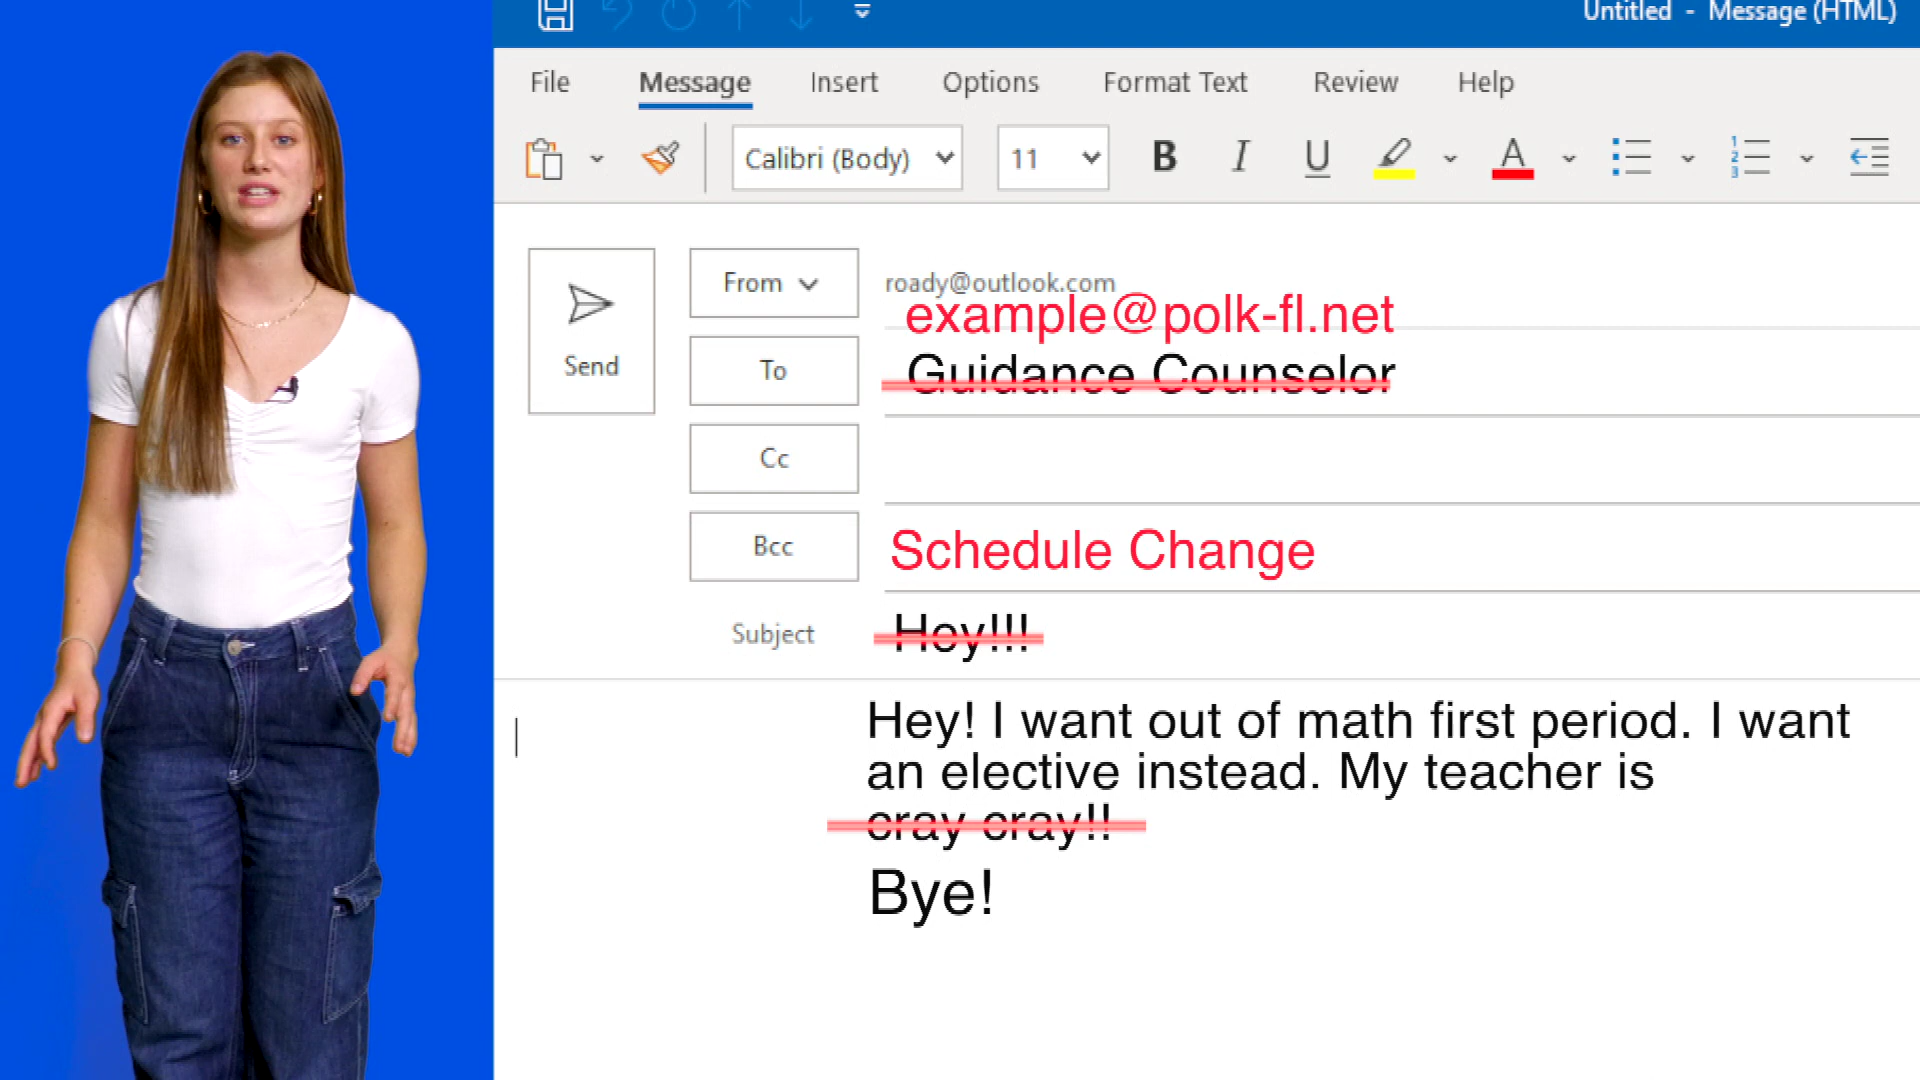 Untitled - Message (HTML)
File Message Insert Options Format Text Review Help
Calibri (Body) 11 B I U A
From roady@outlook.com
example@polk-fl.net
Send
To Guidance Counselor
Cc
Bcc Schedule Change
Subject Hey!!!
Hey! I want out of math first period. I want
an elective instead. My teacher is
cray cray!!
Bye!